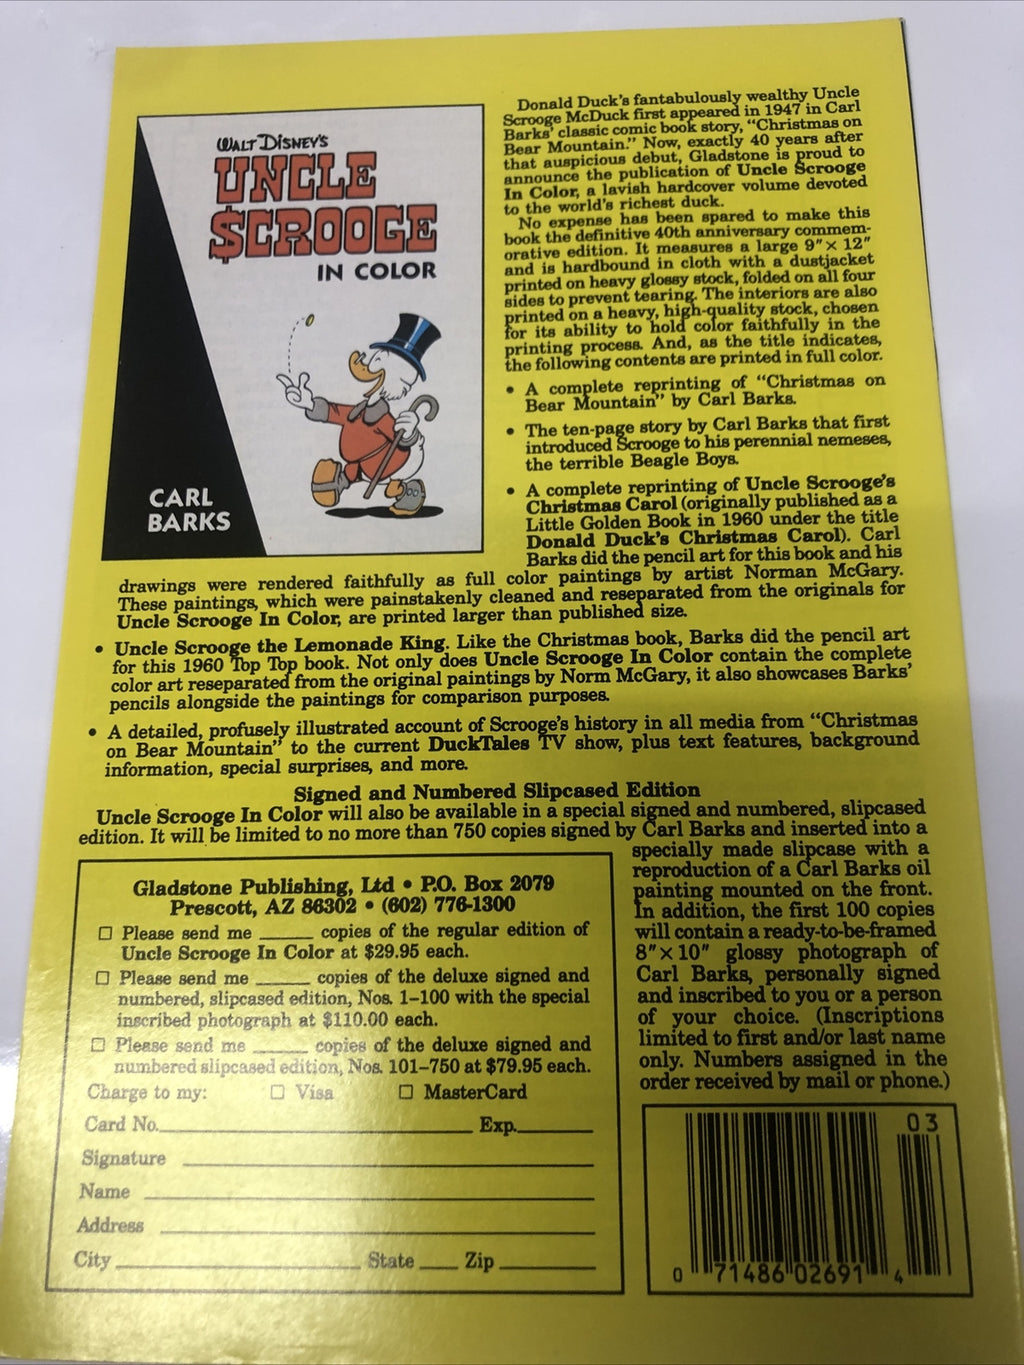 WALT DISNEY'S
UNCLE
$CROOGE
IN COLOR
CARL
BARKS
Donald Duck's fantabulously wealthy Uncle
Scrooge McDuck first appeared in 1947 in Carl
Barks' classic comic book story, "Christmas on
Bear Mountain." Now, exactly 40 years after
that auspicious debut, Gladstone is proud to
announce the publication of Uncle Scrooge
In Color, a lavish hardcover volume devoted
to the world's richest duck.
No expense has been spared to make this
book the definitive 40th anniversary commem-
orative edition. It measures a large 9" × 12"
and is hardbound in cloth with a dustjacket
printed on heavy glossy stock, folded on all four
sides to prevent tearing. The interiors are also
printed on a heavy, high-quality stock, chosen
for its ability to hold color faithfully in the
printing process. And, as the title indicates,
the following contents are printed in full color.
• A complete reprinting of "Christmas on
Bear Mountain" by Carl Barks.
• The ten-page story by Carl Barks that first
introduced Scrooge to his perennial nemeses,
the terrible Beagle Boys.
• A complete reprinting of Uncle Scrooge's
Christmas Carol (originally published as a
Little Golden Book in 1960 under the title
Donald Duck's Christmas Carol). Carl
Barks did the pencil art for this book and his
drawings were rendered faithfully as full color paintings by artist Norman McGary.
These paintings, which were painstakenly cleaned and reseparated from the originals for
Uncle Scrooge In Color, are printed larger than published size.
• Uncle Scrooge the Lemonade King. Like the Christmas book, Barks did the pencil art
for this 1960 Top Top book. Not only does Uncle Scrooge In Color contain the complete
color art reseparated from the original paintings by Norm McGary, it also showcases Barks'
pencils alongside the paintings for comparison purposes.
• A detailed, profusely illustrated account of Scrooge's history in all media from "Christmas
on Bear Mountain" to the current DuckTales TV show, plus text features, background
information, special surprises, and more.
Signed and Numbered Slipcased Edition
Uncle Scrooge In Color will also be available in a special signed and numbered, slipcased
edition. It will be limited to no more than 750 copies signed by Carl Barks and inserted into a
specially made slipcase with a
reproduction of a Carl Barks oil
painting mounted on the front.
In addition, the first 100 copies
will contain a ready-to-be-framed
8" × 10" glossy photograph of
Carl Barks, personally signed
and inscribed to you or a person
of your choice. (Inscriptions
limited to first and/or last name
only. Numbers assigned in the
order received by mail or phone.)
Gladstone Publishing, Ltd • P.O. Box 2079
Prescott, AZ 86302 • (602) 776-1300
□ Please send me ______ copies of the regular edition of
Uncle Scrooge In Color at $29.95 each.
□ Please send me ______ copies of the deluxe signed and
numbered, slipcased edition, Nos. 1–100 with the special
inscribed photograph at $110.00 each.
□ Please send me ______ copies of the deluxe signed and
numbered slipcased edition, Nos. 101–750 at $79.95 each.
Charge to my: □ Visa □ MasterCard
Card No.______ Exp.______
Signature ______
Name ______
Address ______
City ______ State ____ Zip ______
03
0 71486 02691 4